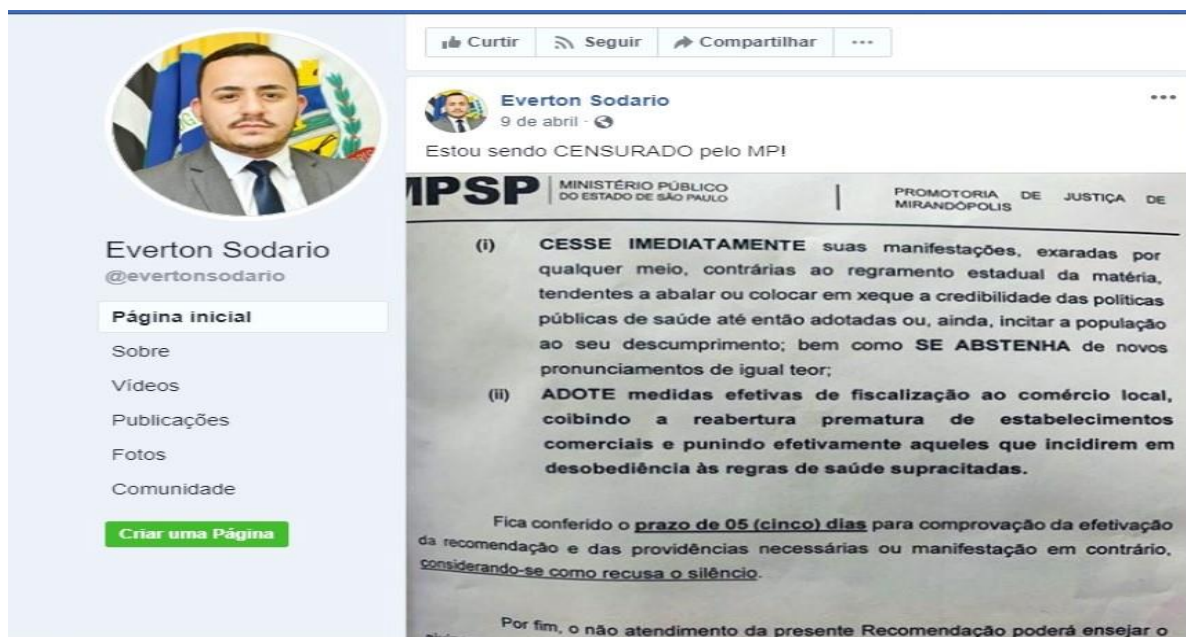 Curtir Seguir Compartilhar ...
Everton Sodario
9 de abril
Estou sendo CENSURADO pelo MP!
MPSP MINISTÉRIO PÚBLICO
DO ESTADO DE SÃO PAULO
PROMOTORIA DE JUSTIÇA DE
MIRANDÓPOLIS
(i) CESSE IMEDIATAMENTE suas manifestações, exaradas por
qualquer meio, contrárias ao regramento estadual da matéria,
tendentes a abalar ou colocar em xeque a credibilidade das políticas
públicas de saúde até então adotadas ou, ainda, incitar a população
ao seu descumprimento; bem como SE ABSTENHA de novos
pronunciamentos de igual teor;
(ii) ADOTE medidas efetivas de fiscalização ao comércio local,
coibindo a reabertura prematura de estabelecimentos
comerciais e punindo efetivamente aqueles que incidirem em
desobediência às regras de saúde supracitadas.
Fica conferido o prazo de 05 (cinco) dias para comprovação da efetivação
da recomendação e das providências necessárias ou manifestação em contrário,
considerando-se como recusa o silêncio.
Por fim, o não atendimento da presente Recomendação poderá ensejar o
Everton Sodario
@evertonsodario
Página inicial
Sobre
Vídeos
Publicações
Fotos
Comunidade
Criar uma Página